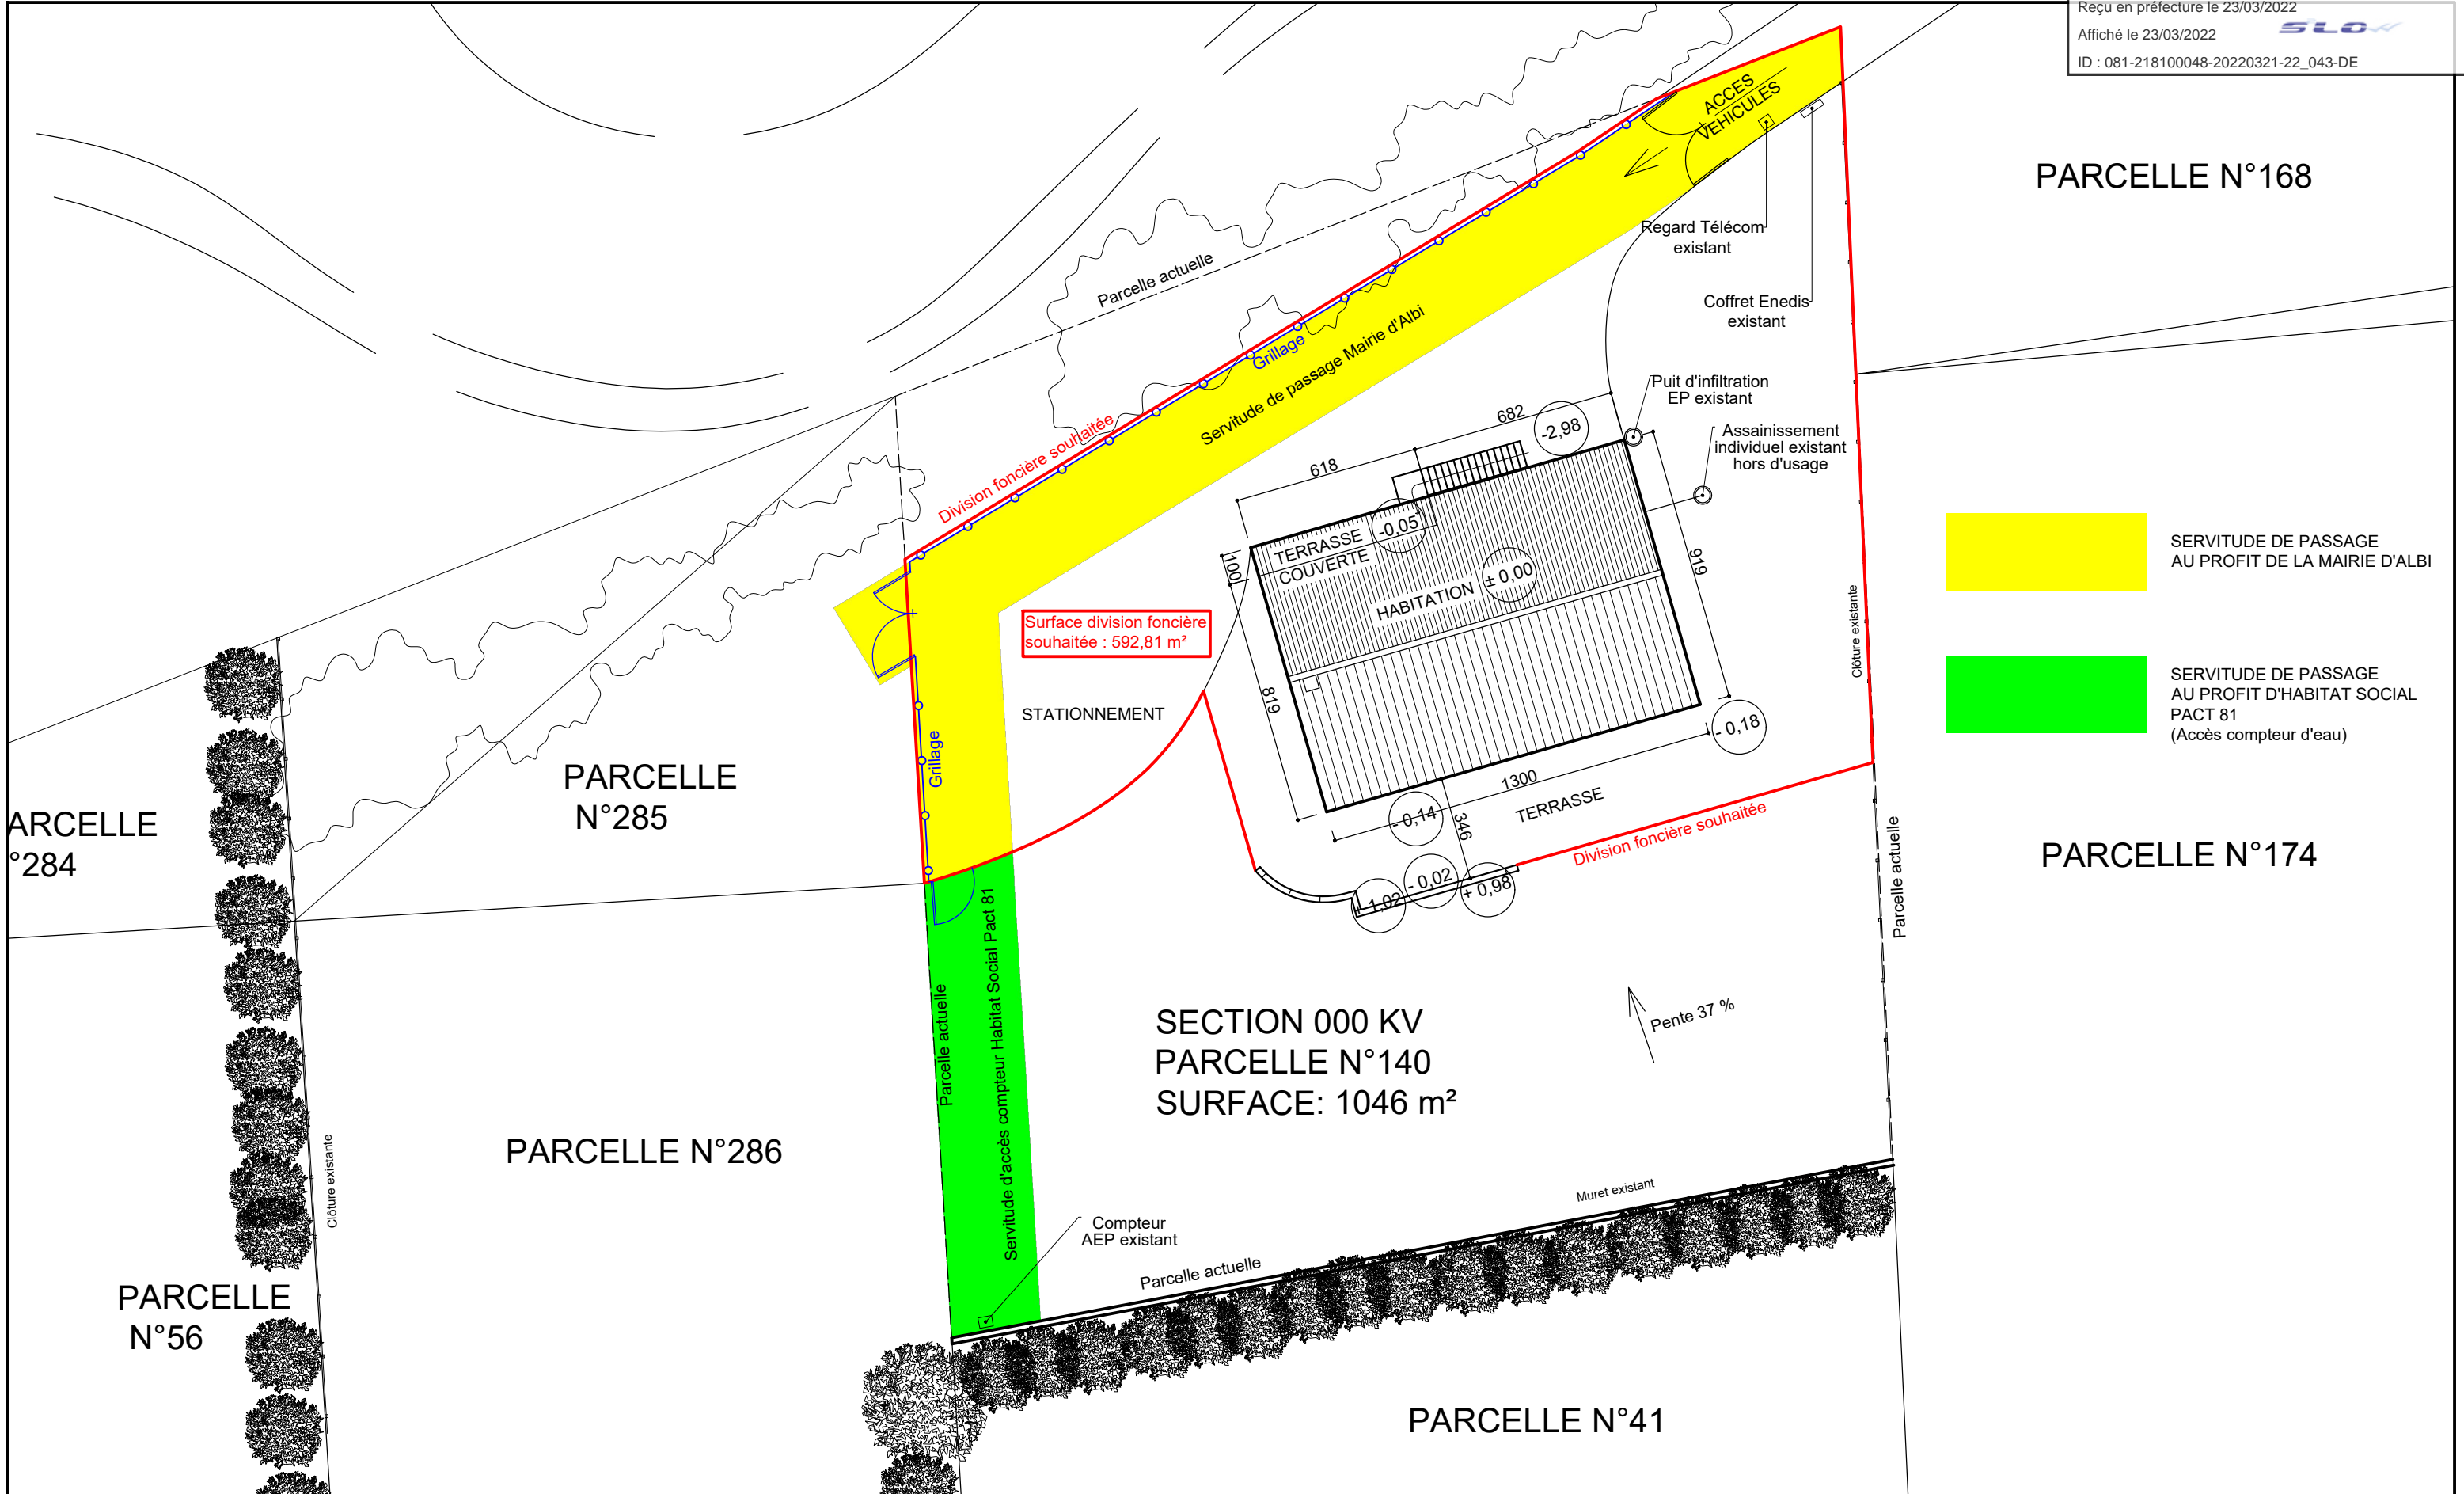 Reçu en préfecture le 23/03/2022
Affiché le 23/03/2022
SLOW
ID : 081-218100048-20220321-22_043-DE
ACCES
VEHICULES
PARCELLE N°168
Regard Télécom
existant
Parcelle actuelle
Coffret Enedis
existant
Grillage
Servitude de passage Mairie d'Albi
Puit d'infiltration
EP existant
Division foncière souhaitée
682
-2,98
Assainissement
individuel existant
hors d'usage
618
-0,05
TERRASSE
COUVERTE
100
HABITATION
± 0,00
919
SERVITUDE DE PASSAGE
AU PROFIT DE LA MAIRIE D'ALBI
Clôture existante
Surface division foncière
souhaitée : 592,81 m²
819
STATIONNEMENT
- 0,18
SERVITUDE DE PASSAGE
AU PROFIT D'HABITAT SOCIAL
PACT 81
(Accès compteur d'eau)
Grillage
PARCELLE
N°285
1300
TERRASSE
- 0,14
346
Division foncière souhaitée
ARCELLE
°284
PARCELLE N°174
Parcelle actuelle
- 0,02
+ 0,98
+ 1,02
Servitude d'accès compteur Habitat Social Pact 81
Parcelle actuelle
SECTION 000 KV
PARCELLE N°140
SURFACE: 1046 m²
Pente 37 %
PARCELLE N°286
Clôture existante
Muret existant
Compteur
AEP existant
Parcelle actuelle
PARCELLE
N°56
PARCELLE N°41